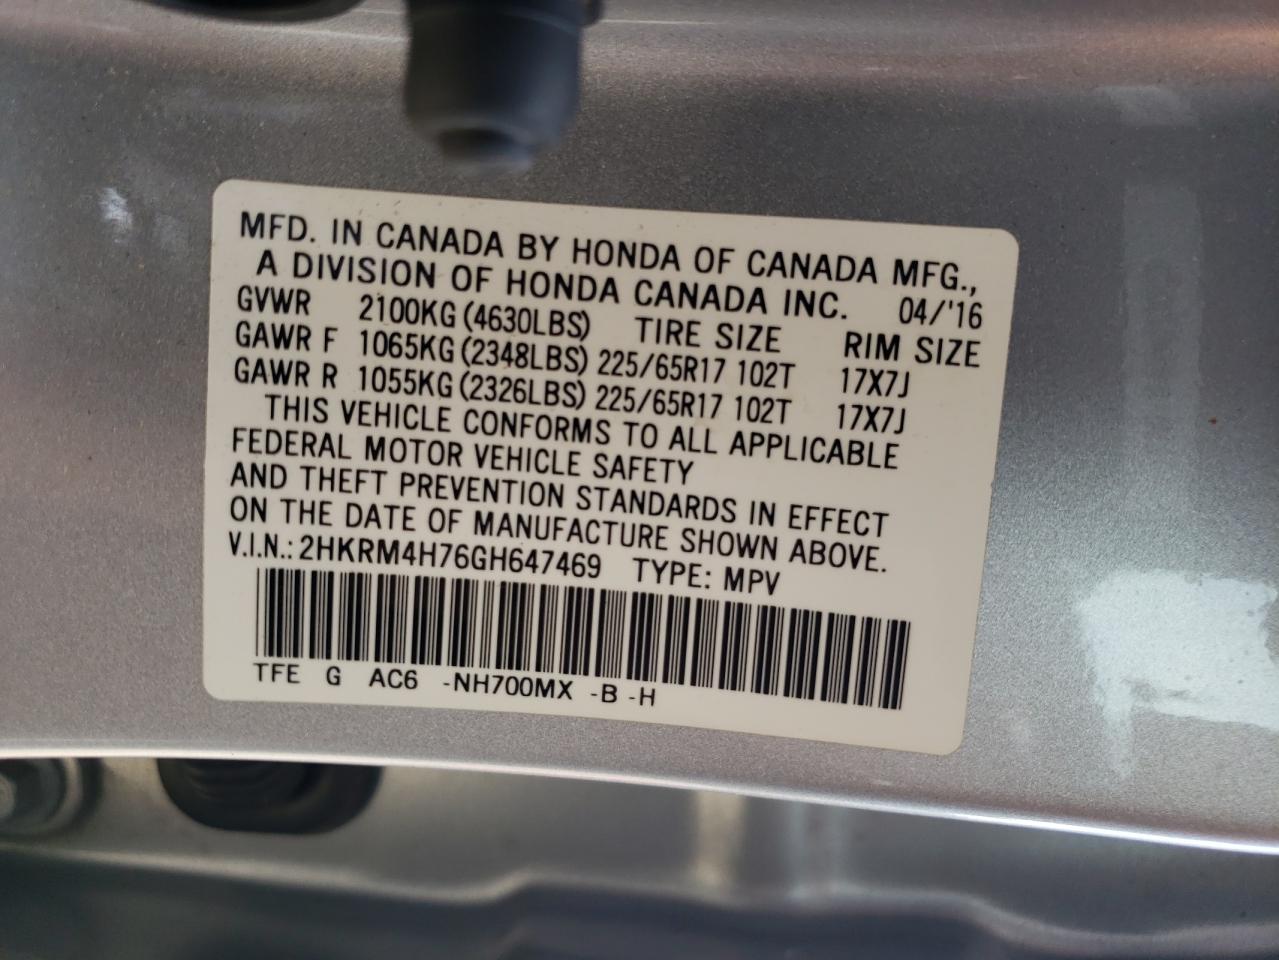 MFD. IN CANADA BY HONDA OF CANADA MFG.,
A DIVISION OF HONDA CANADA INC. 04/'16
GVWR 2100KG (4630LBS) TIRE SIZE RIM SIZE
GAWR F 1065KG (2348LBS) 225/65R17 102T 17X7J
GAWR R 1055KG (2326LBS) 225/65R17 102T 17X7J
THIS VEHICLE CONFORMS TO ALL APPLICABLE
FEDERAL MOTOR VEHICLE SAFETY
AND THEFT PREVENTION STANDARDS IN EFFECT
ON THE DATE OF MANUFACTURE SHOWN ABOVE.
V.I.N.: 2HKRM4H76GH647469 TYPE: MPV
TFE G AC6 -NH700MX -B -H